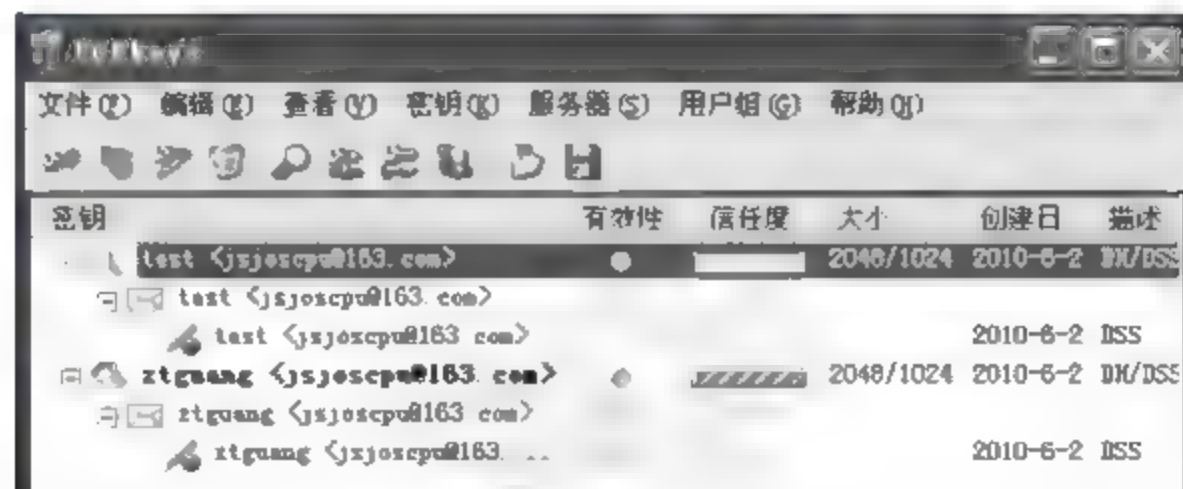 PGPkeys
文件(F) 编辑(E) 查看(V) 密钥(K) 服务器(S) 用户组(G) 帮助(H)
密钥 有效性 信任度 大小 创建日 描述
test <jsjoscpu@163.com> 2048/1024 2010-6-2 DH/DSS
test <jsjoscpu@163.com>
test <jsjoscpu@163.com> 2010-6-2 DSS
ztguang <jsjoscpu@163.com> 2048/1024 2010-6-2 DH/DSS
ztguang <jsjoscpu@163.com>
ztguang <jsjoscpu@163... 2010-6-2 DSS